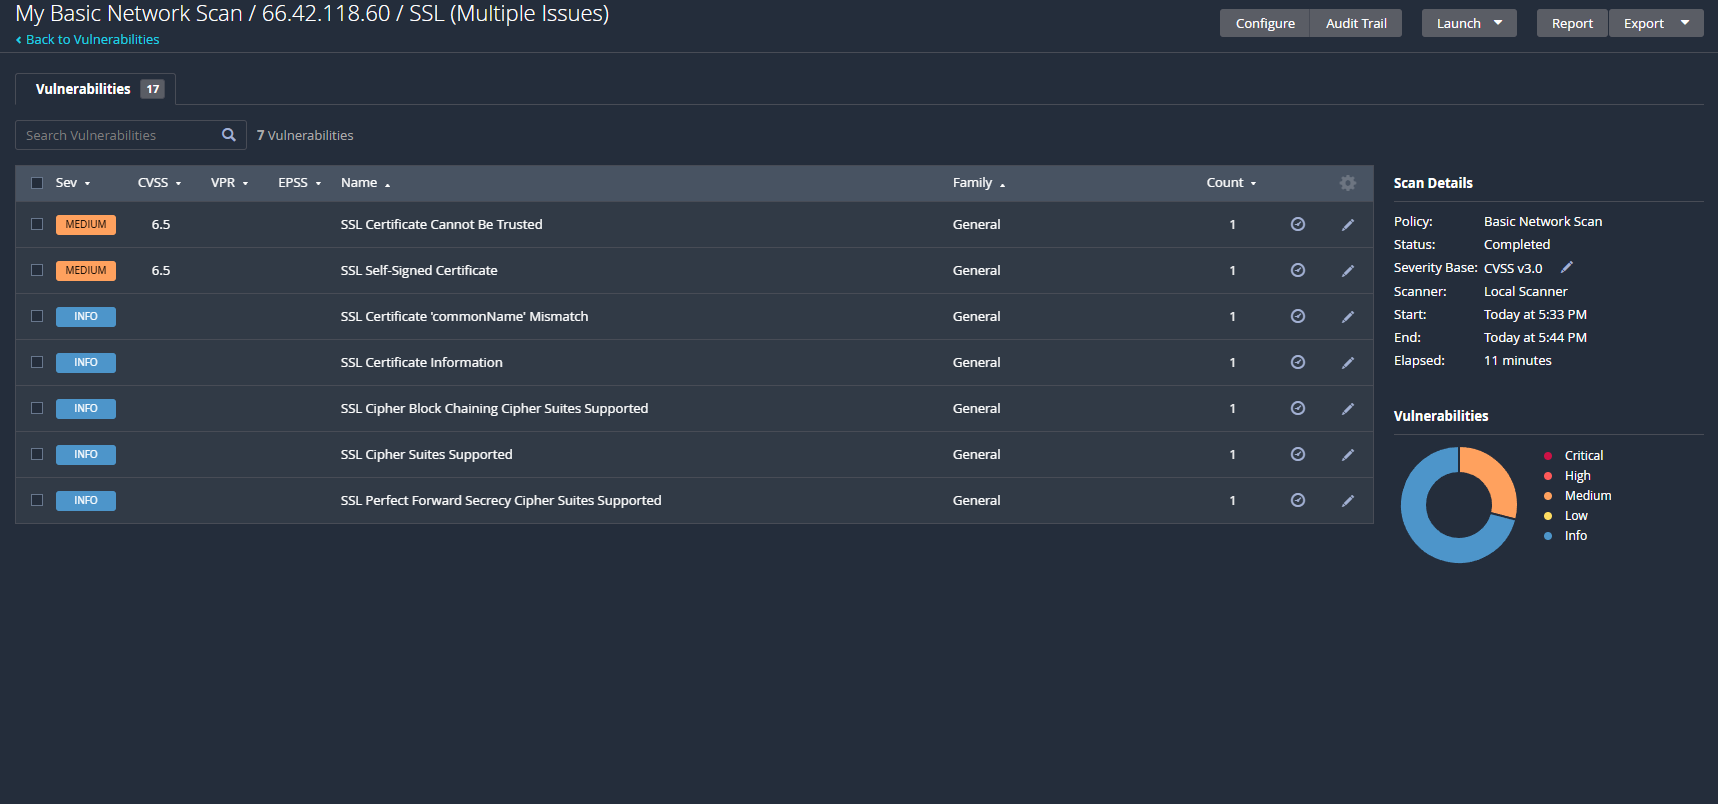 My Basic Network Scan / 66.42.118.60 / SSL (Multiple Issues)
Back to Vulnerabilities
Configure Audit Trail Launch Report Export
Vulnerabilities 17
Search Vulnerabilities 7 Vulnerabilities
Sev CVSS VPR EPSS Name Family Count
MEDIUM 6.5 SSL Certificate Cannot Be Trusted General 1
MEDIUM 6.5 SSL Self-Signed Certificate General 1
INFO SSL Certificate 'commonName' Mismatch General 1
INFO SSL Certificate Information General 1
INFO SSL Cipher Block Chaining Cipher Suites Supported General 1
INFO SSL Cipher Suites Supported General 1
INFO SSL Perfect Forward Secrecy Cipher Suites Supported General 1
Scan Details
Policy: Basic Network Scan
Status: Completed
Severity Base: CVSS v3.0
Scanner: Local Scanner
Start: Today at 5:33 PM
End: Today at 5:44 PM
Elapsed: 11 minutes
Vulnerabilities
Critical
High
Medium
Low
Info